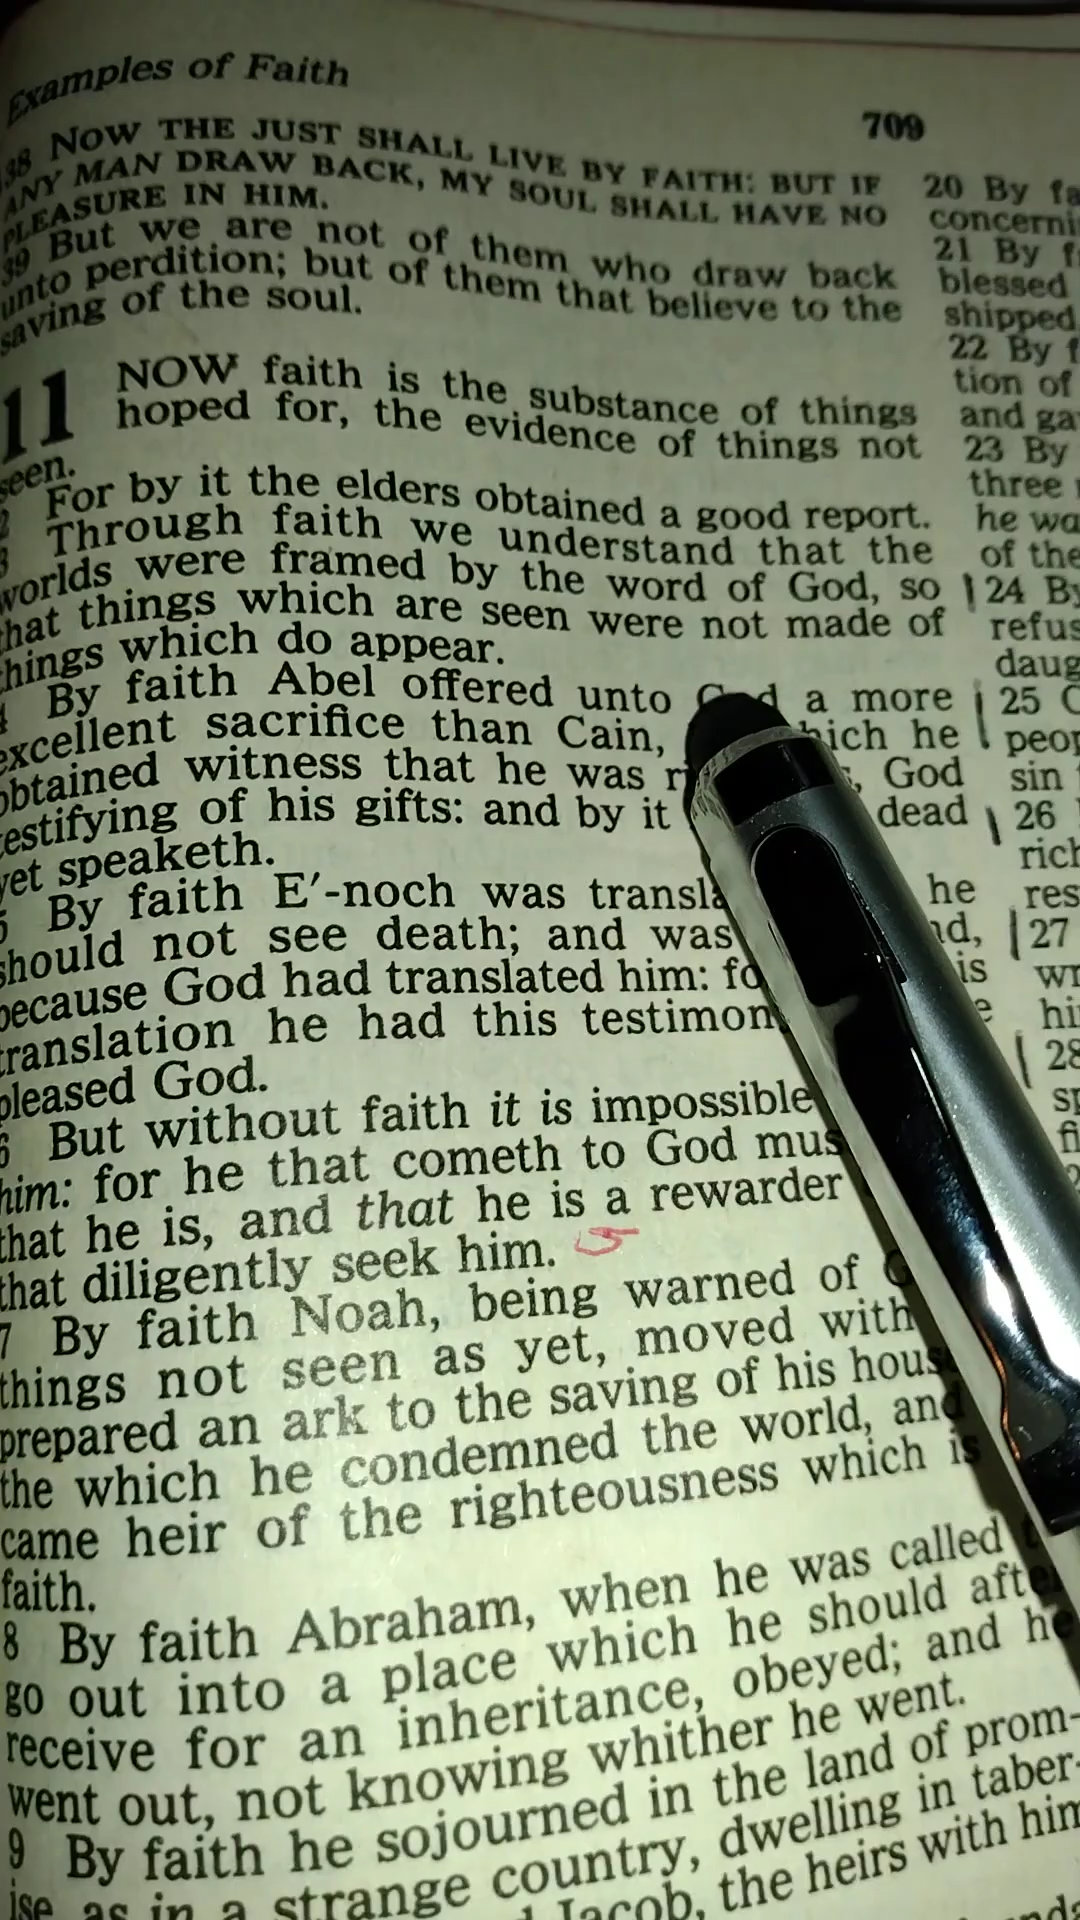 Examples of Faith
709
38 NOW THE JUST SHALL LIVE BY FAITH: BUT IF
ANY MAN DRAW BACK, MY SOUL SHALL HAVE NO
PLEASURE IN HIM.
39 But we are not of them who draw back
unto perdition; but of them that believe to the
saving of the soul.
11 NOW faith is the substance of things
hoped for, the evidence of things not
seen.
2 For by it the elders obtained a good report.
3 Through faith we understand that the
worlds were framed by the word of God, so
that things which are seen were not made of
things which do appear.
4 By faith Abel offered unto God a more
excellent sacrifice than Cain, which he
obtained witness that he was God
testifying of his gifts: and by it dead
yet speaketh.
5 By faith E'-noch was he
should not see death; and was
because God had translated him: is
translation he had this
pleased God.
6 But without faith it is impossible
him: for he that cometh to God
that he is, and that he is a rewarder
that diligently seek him.
7 By faith Noah, being warned of
things not seen as yet, moved with
prepared an ark to the saving of his
the which he condemned the world, and
came heir of the righteousness which is
faith.
8 By faith Abraham, when he was called
go out into a place which he should
receive for an inheritance, obeyed; and he
went out, not knowing whither he went.
9 By faith he sojourned in the land of prom-
ise as in a strange country, dwelling in taber-
Jacob, the heirs with him
20 By
21 By
blessed
22 By
tion of
and
23 By
three
he
of the
24 By
25
sin
26
27
28